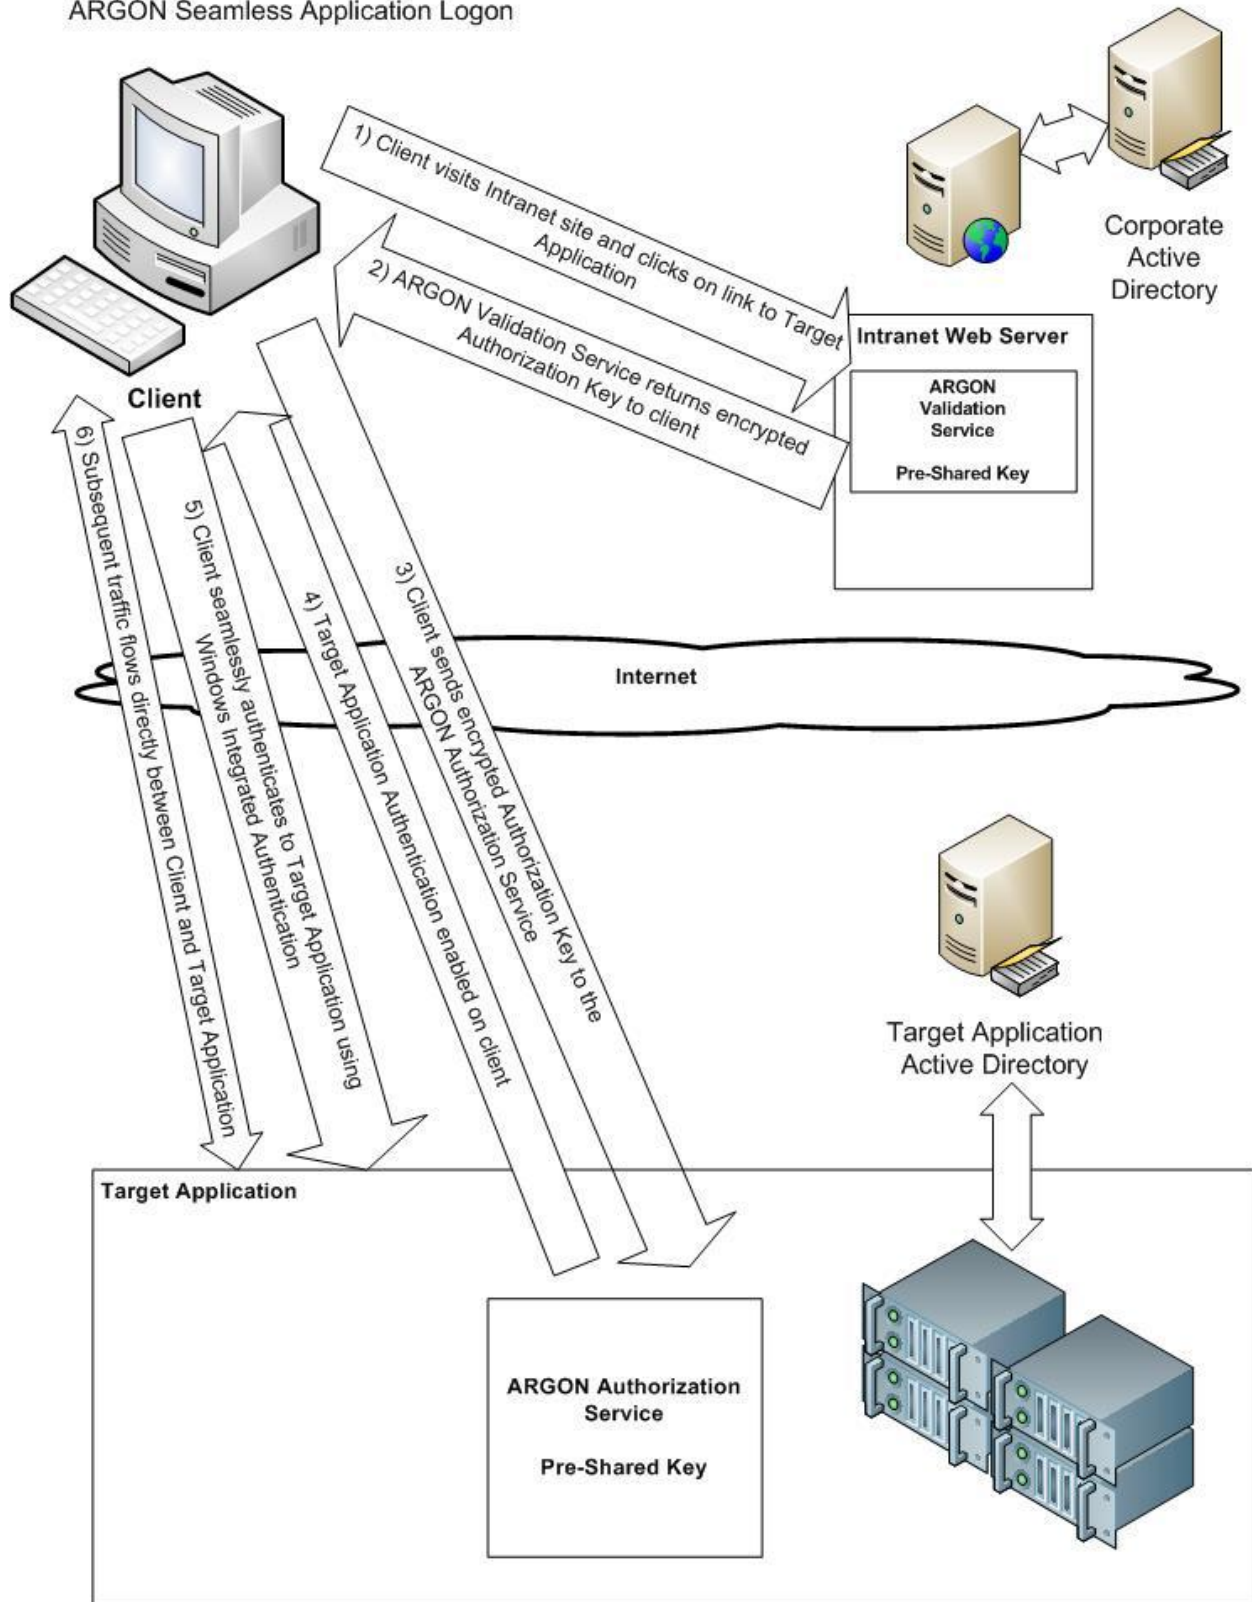 ARGON Seamless Application Logon
1) Client visits Intranet site and clicks on link to Target
Application
2) ARGON Validation Service returns encrypted
Authorization Key to client
Corporate
Active
Directory
Intranet Web Server
ARGON
Validation
Service
Pre-Shared Key
Client
3) Client sends encrypted Authorization Key to the
ARGON Authorization Service
4) Target Application Authentication enabled on client
5) Client seamlessly authenticates to Target Application using
Windows Integrated Authentication
6) Subsequent traffic flows directly between Client and Target Application
Internet
Target Application
Active Directory
Target Application
ARGON Authorization
Service
Pre-Shared Key